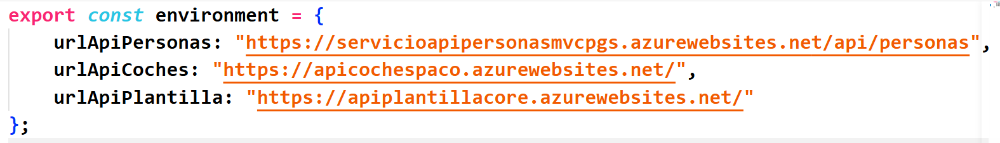 export const environment = {
    urlApiPersonas: "https://servicioapipersonasmvcpgs.azurewebsites.net/api/personas",
    urlApiCoches: "https://apicochespaco.azurewebsites.net/",
    urlApiPlantilla: "https://apiplantillacore.azurewebsites.net/"
};